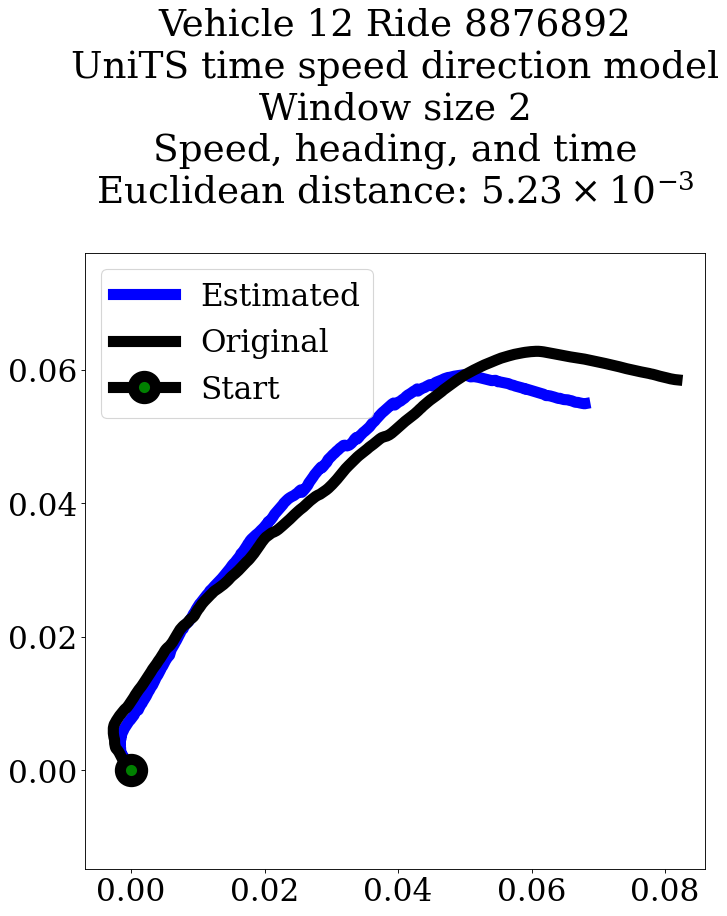 Vehicle 12 Ride 8876892
UniTS time speed direction model
Window size 2
Speed, heading, and time
Euclidean distance: 5.23 × 10⁻³
Estimated
Original
Start
0.06
0.04
0.02
0.00
0.00 0.02 0.04 0.06 0.08